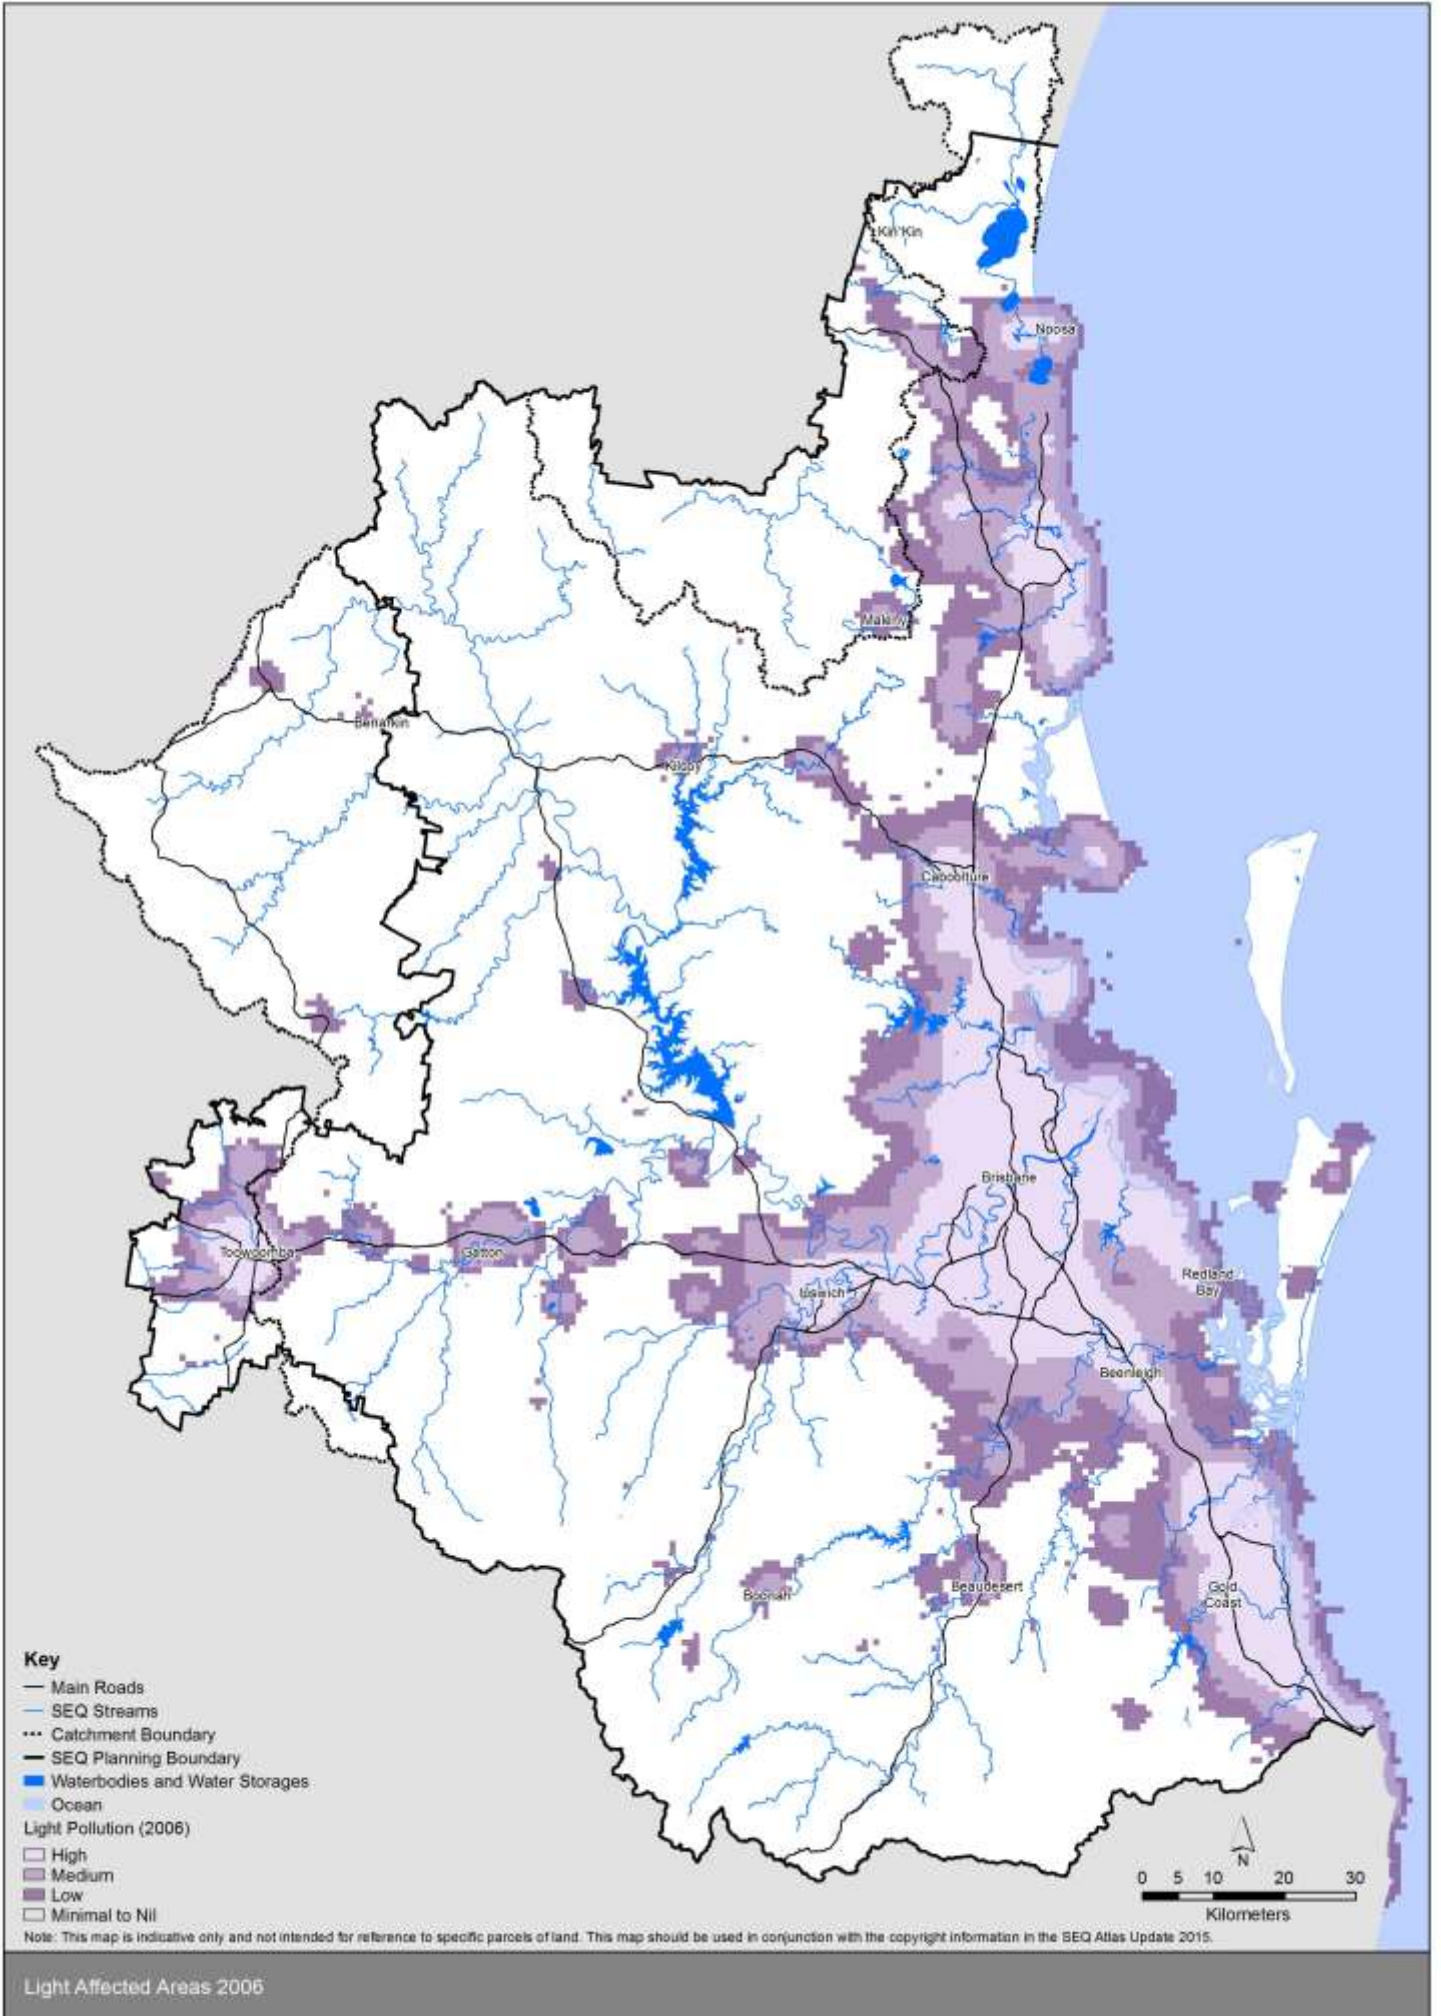 Kin Kin
Noosa
Maleny
Benarkin
Kilcoy
Caboolture
Brisbane
Toowoomba
Gatton
Ipswich
Redland
Bay
Beenleigh
Boonah
Beaudesert
Gold
Coast
Key
Main Roads
SEQ Streams
Catchment Boundary
SEQ Planning Boundary
Waterbodies and Water Storages
Ocean
Light Pollution (2006)
High
Medium
Low
Minimal to Nil
N
0 5 10 20 30
Kilometers
Note: This map is indicative only and not intended for reference to specific parcels of land. This map should be used in conjunction with the copyright information in the SEQ Atlas Update 2015.
Light Affected Areas 2006